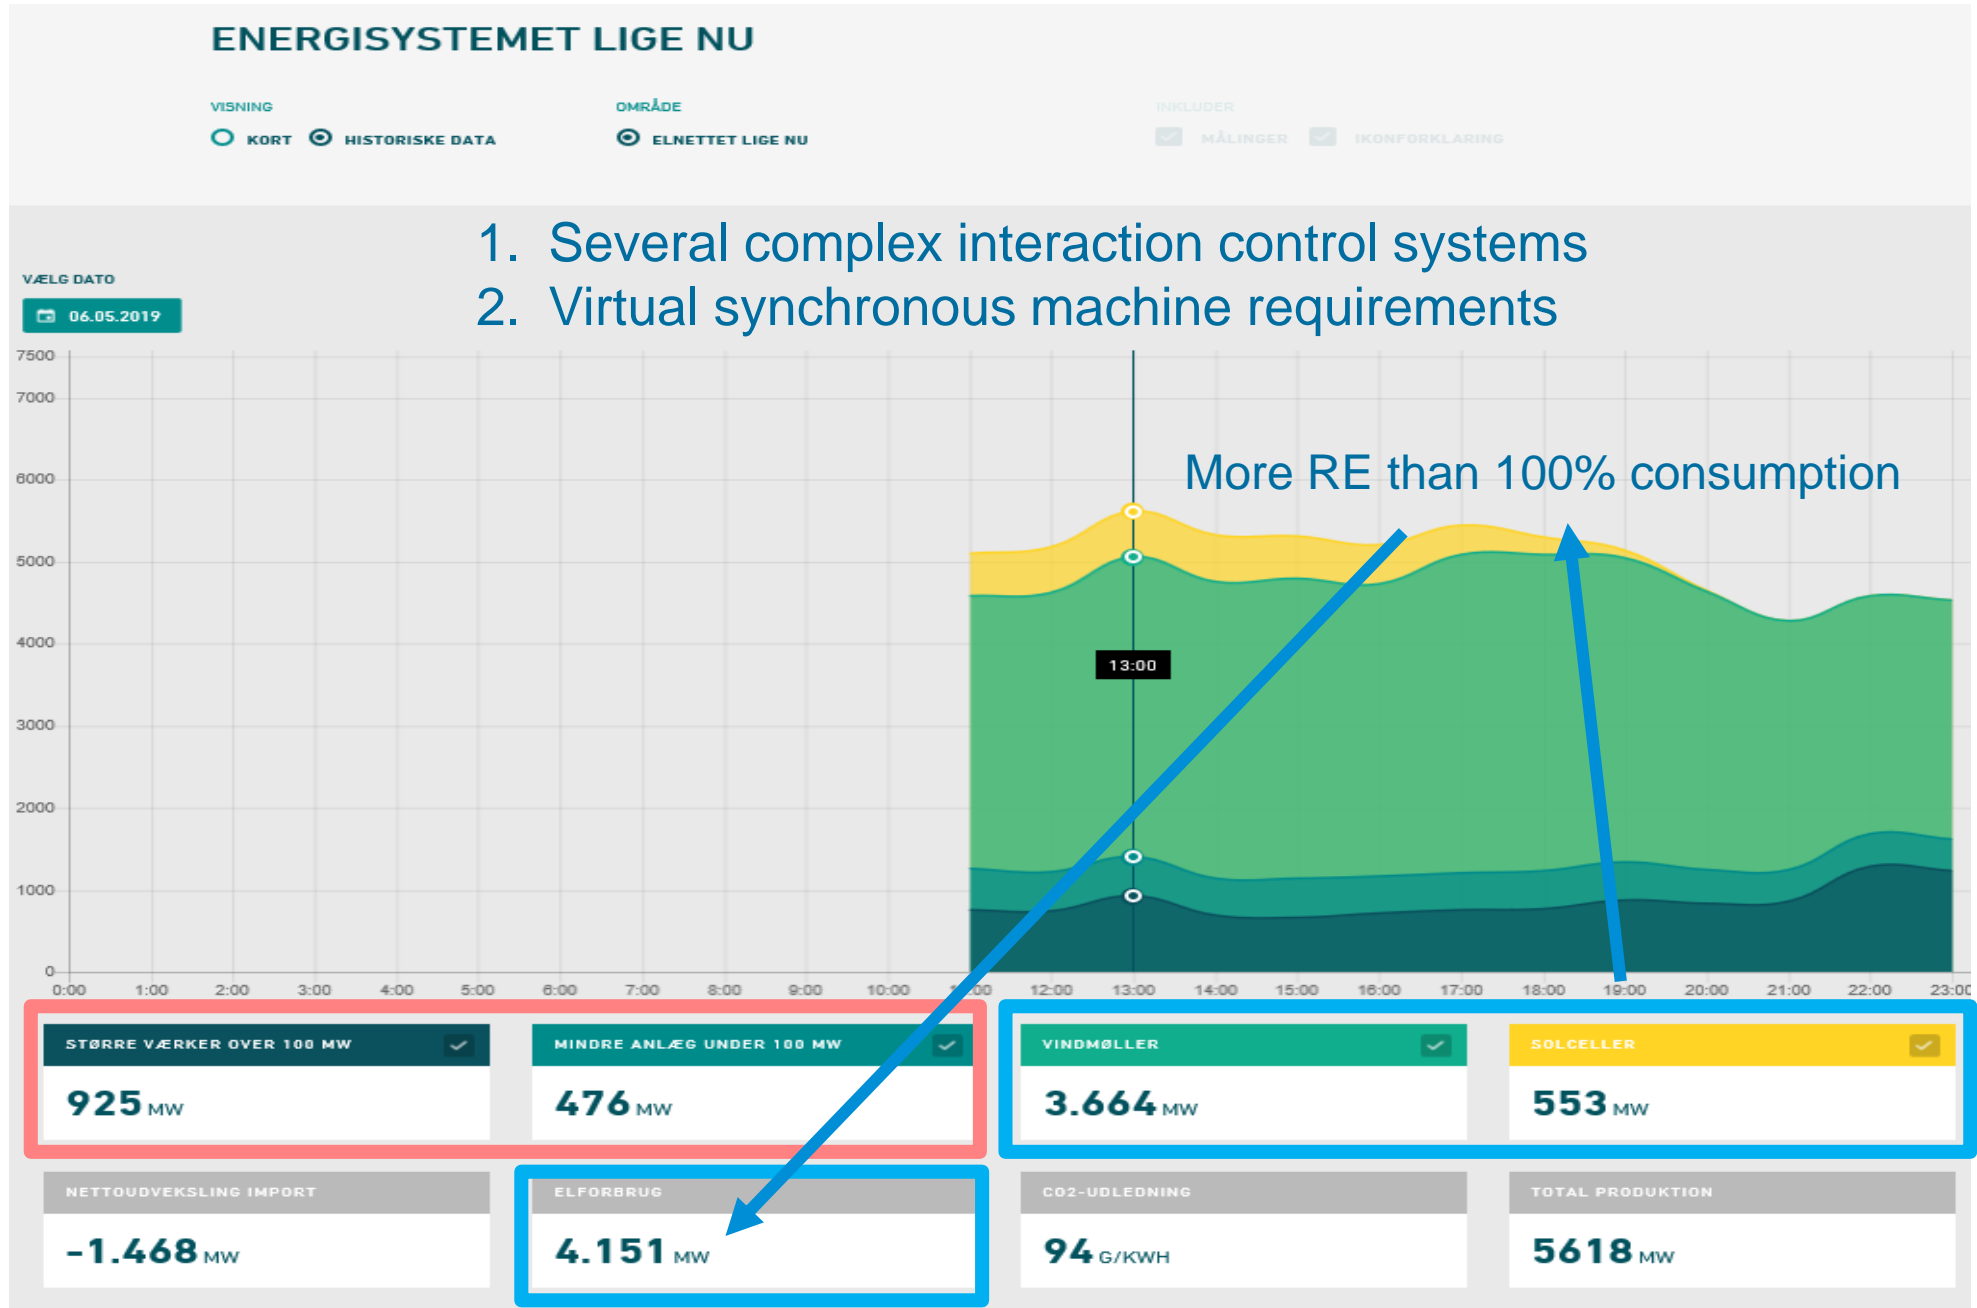 ENERGISYSTEMET LIGE NU
VISNING
OMRÅDE
INKLUDER
KORT HISTORISKE DATA
ELNETTET LIGE NU
MÅLINGER IKONFORKLARING
1. Several complex interaction control systems
2. Virtual synchronous machine requirements
VÆLG DATO
06.05.2019
7500
7000
More RE than 100% consumption
6000
5000
4000
13:00
3000
2000
1000
0
0:00 1:00 2:00 3:00 4:00 5:00 6:00 7:00 8:00 9:00 10:00 12:00 13:00 14:00 15:00 16:00 17:00 18:00 19:00 20:00 21:00 22:00 23:00
STØRRE VÆRKER OVER 100 MW
MINDRE ANLÆG UNDER 100 MW
VINDMØLLER
SOLCELLER
925 MW
476 MW
3.664 MW
553 MW
NETTOUDVEKSLING IMPORT
ELFORBRUG
CO2-UDLEDNING
TOTAL PRODUKTION
-1.468 MW
4.151 MW
94 G/KWH
5618 MW